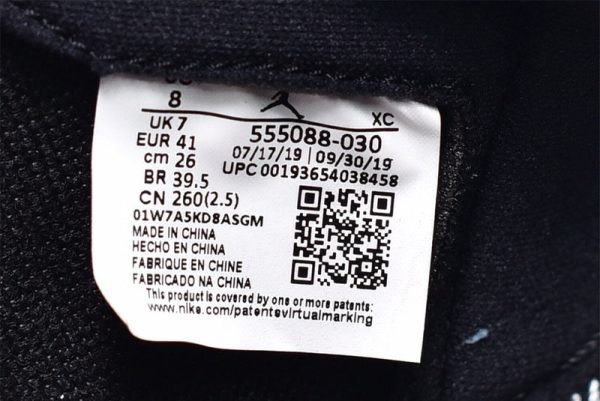 8 XC
UK 7 555088-030
EUR 41 07/17/19 | 09/30/19
cm 26 UPC 00193654038458
BR 39.5
CN 260(2.5)
01W7A5KD8ASGM
MADE IN CHINA
HECHO EN CHINA
FABRIQUE EN CHINE
FABRICADO NA CHINA
This product is covered by one or more patents:
www.nike.com/patentsvirtualmarking